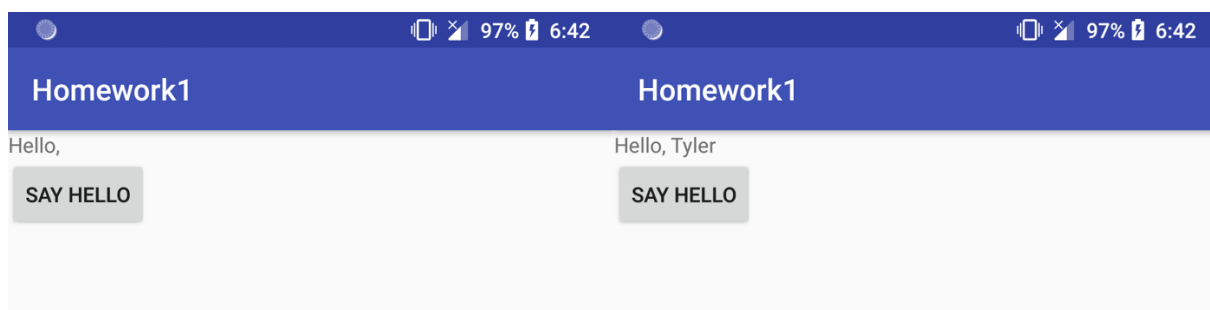 97% 6:42
Homework1
Hello,
SAY HELLO
97% 6:42
Homework1
Hello, Tyler
SAY HELLO